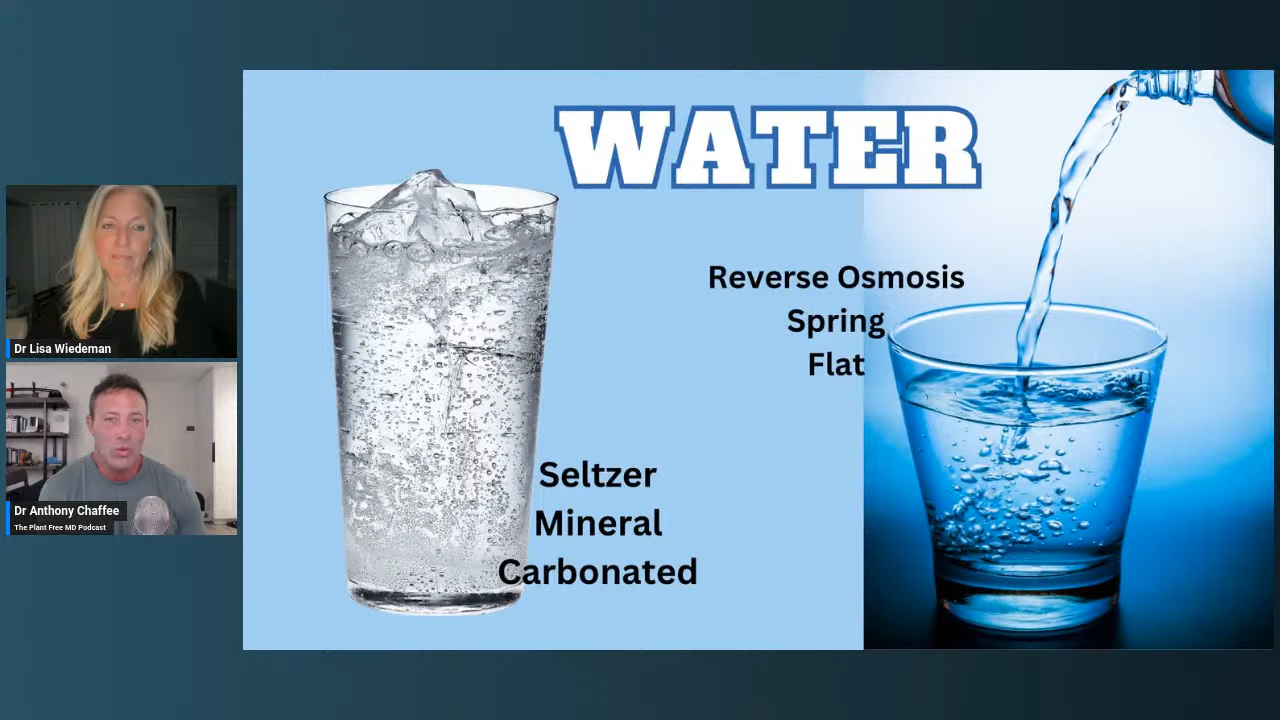 WATER
Reverse Osmosis
Spring
Flat
Seltzer
Mineral
Carbonated
Dr Lisa Wiedeman
Dr Anthony Chaffee
The Plant Free MD Podcast